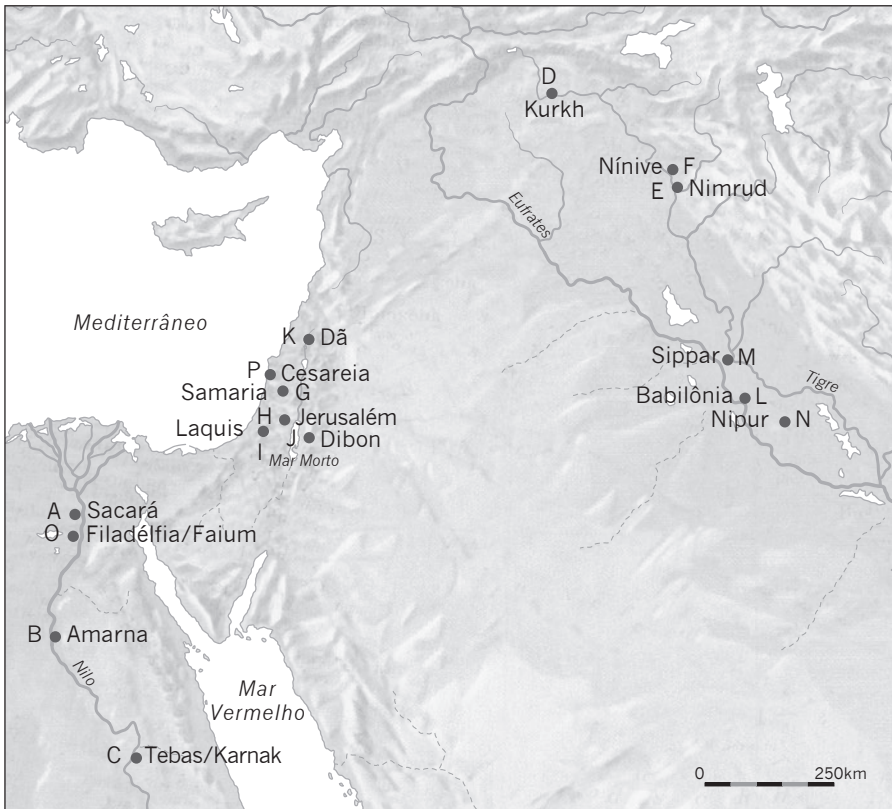 D
Kurkh
Nínive F
E Nimrud
Eufrates
Mediterrâneo
K Dã
P Cesareia
Samaria G
H Jerusalém
Laquis
J Dibon
I
Mar Morto
Sippar M
Tigre
Babilônia L
Nipur N
A Sacará
O Filadélfia/Faium
B Amarna
Nilo
Mar
Vermelho
C Tebas/Karnak
0 250km